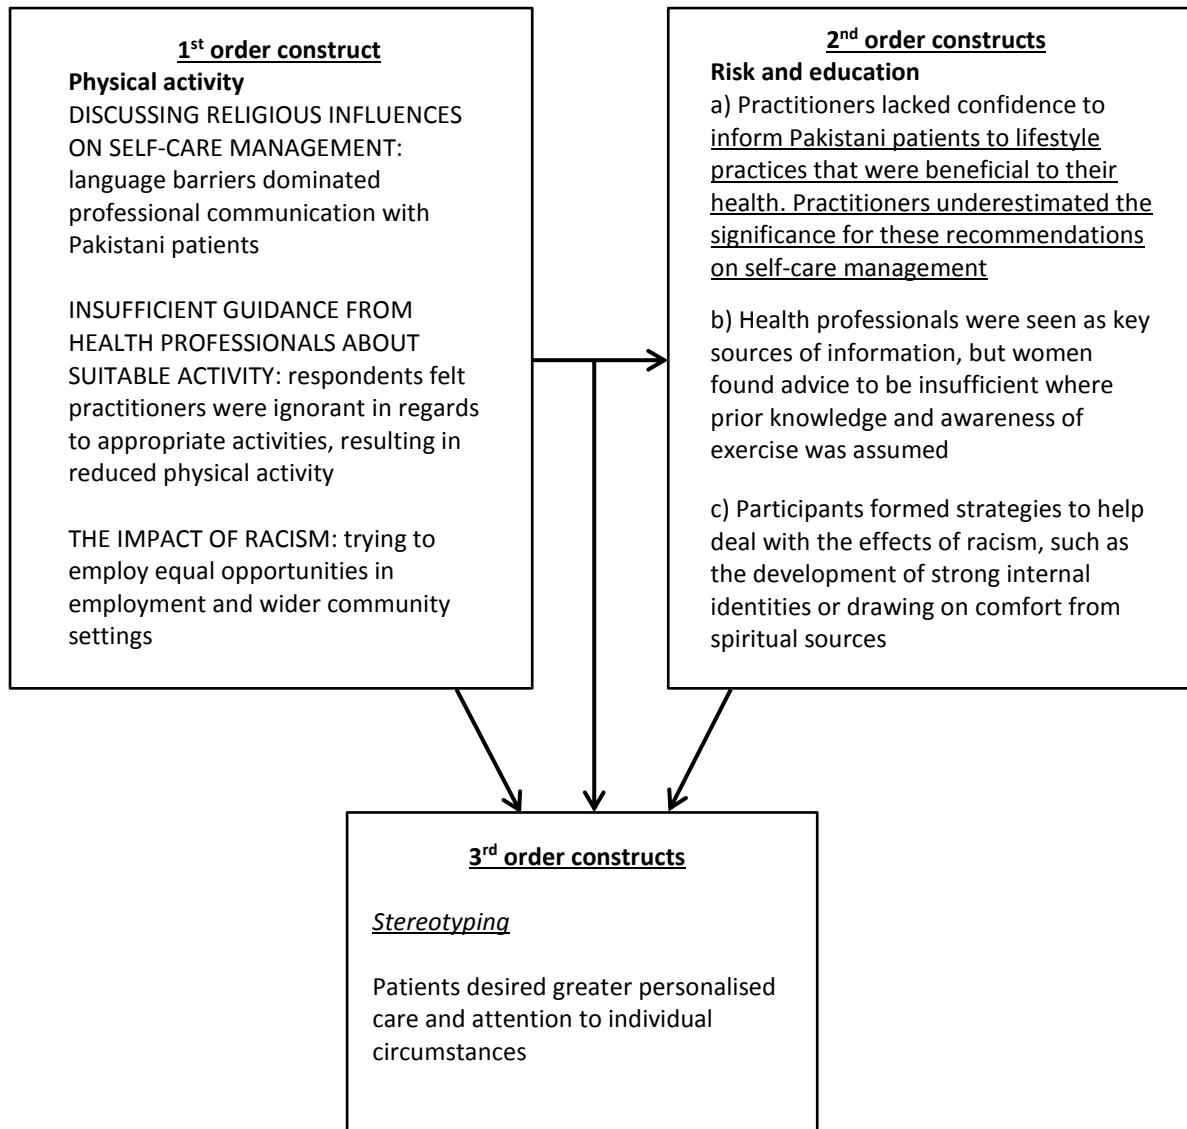 1st order construct
Physical activity
DISCUSSING RELIGIOUS INFLUENCES
ON SELF-CARE MANAGEMENT:
language barriers dominated
professional communication with
Pakistani patients
INSUFFICIENT GUIDANCE FROM
HEALTH PROFESSIONALS ABOUT
SUITABLE ACTIVITY: respondents felt
practitioners were ignorant in regards
to appropriate activities, resulting in
reduced physical activity
THE IMPACT OF RACISM: trying to
employ equal opportunities in
employment and wider community
settings
2nd order constructs
Risk and education
a) Practitioners lacked confidence to
inform Pakistani patients to lifestyle
practices that were beneficial to their
health. Practitioners underestimated the
significance for these recommendations
on self-care management
b) Health professionals were seen as key
sources of information, but women
found advice to be insufficient where
prior knowledge and awareness of
exercise was assumed
c) Participants formed strategies to help
deal with the effects of racism, such as
the development of strong internal
identities or drawing on comfort from
spiritual sources
3rd order constructs
Stereotyping
Patients desired greater personalised
care and attention to individual
circumstances